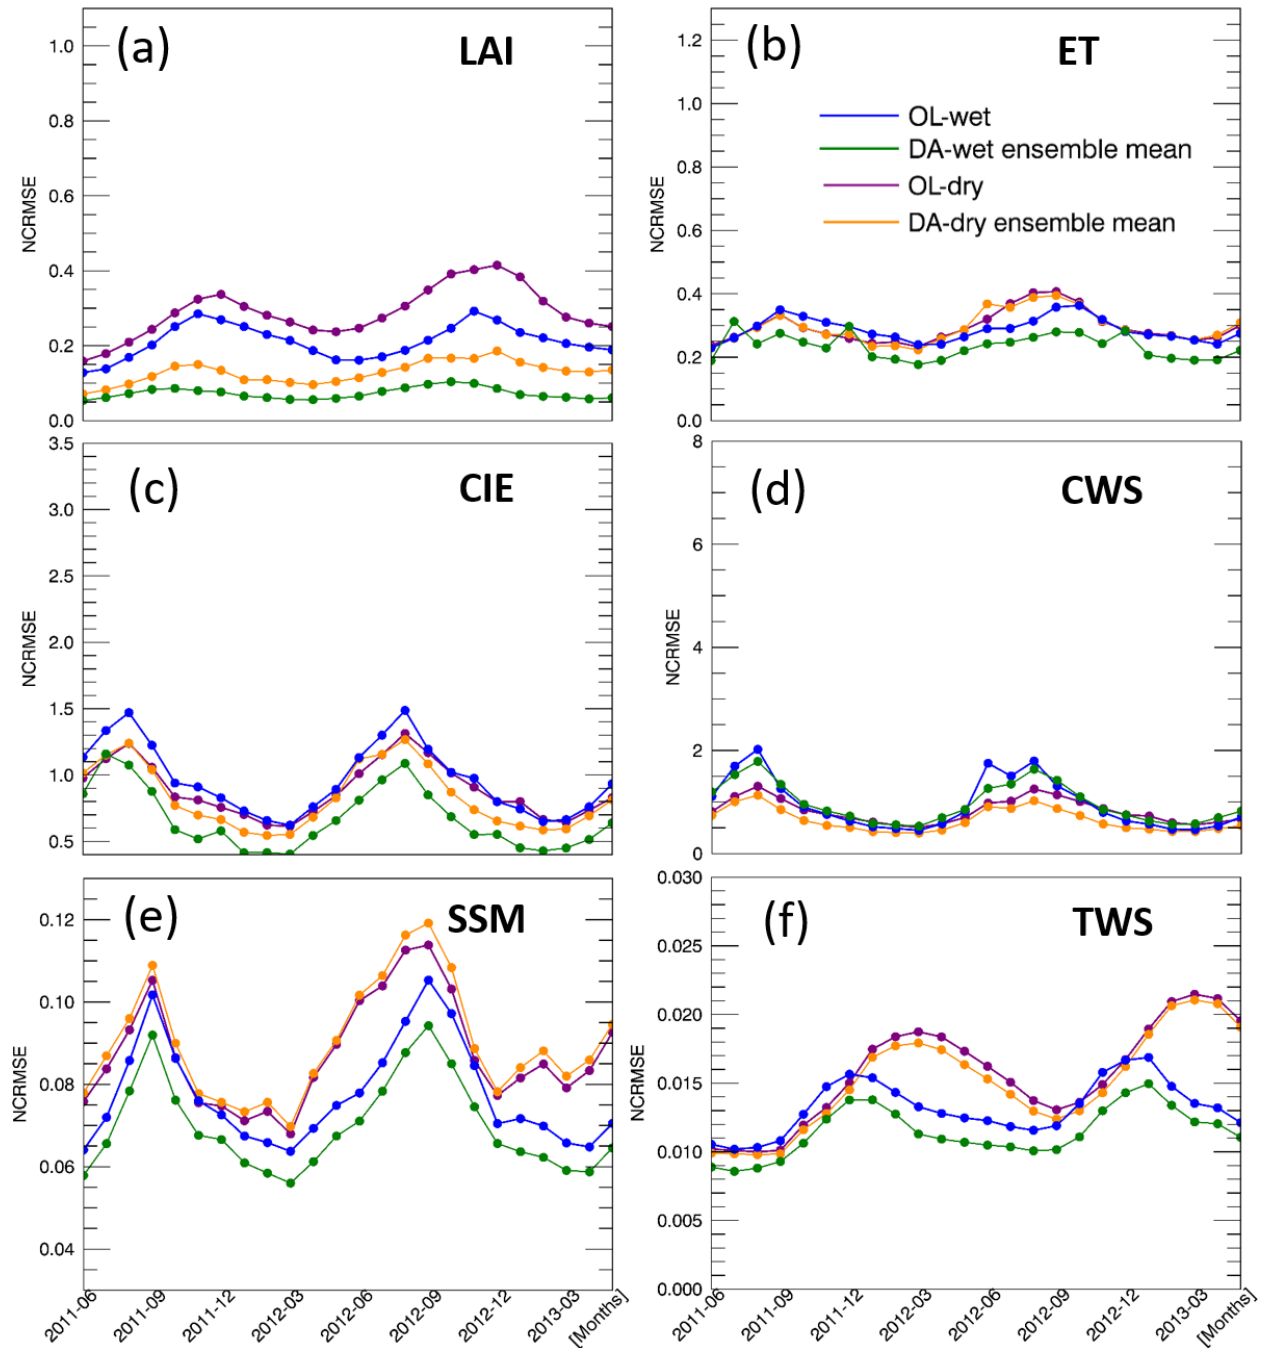 (a) LAI
1.0
0.8
0.6
0.4
0.2
0.0
NCRMSE
(b) ET
1.2
1.0
0.8
0.6
0.4
0.2
0.0
NCRMSE
OL-wet
DA-wet ensemble mean
OL-dry
DA-dry ensemble mean
(c) CIE
3.5
3.0
2.5
2.0
1.5
1.0
0.5
NCRMSE
(d) CWS
8
6
4
2
0
NCRMSE
(e) SSM
0.12
0.10
0.08
0.06
0.04
NCRMSE
2011-06 2011-09 2011-12 2012-03 2012-06 2012-09 2012-12 2013-03 [Months]
(f) TWS
0.030
0.025
0.020
0.015
0.010
0.005
0.000
NCRMSE
2011-06 2011-09 2011-12 2012-03 2012-06 2012-09 2012-12 2013-03 [Months]